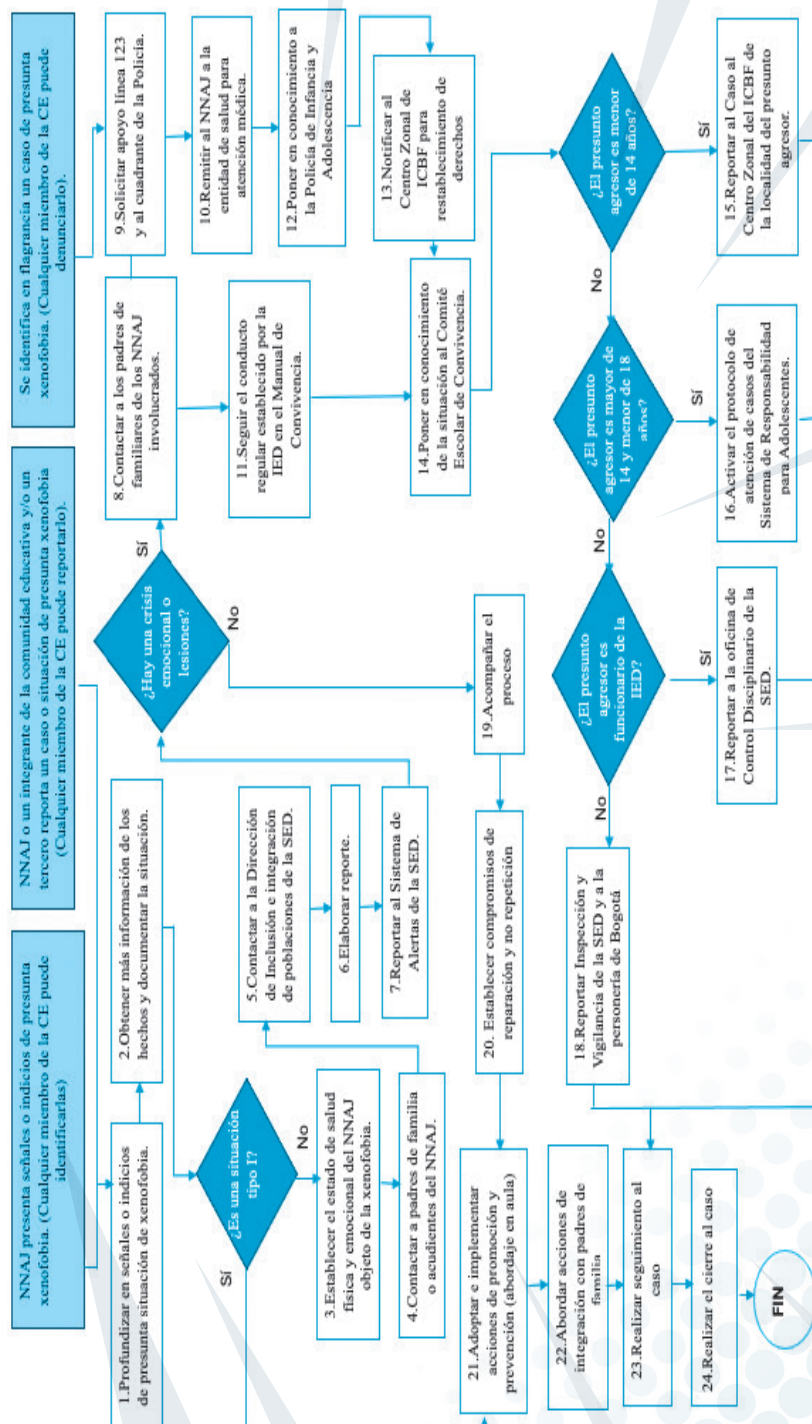 NNAJ presenta señales o indicios de presunta
xenofobia. (Cualquier miembro de la CE puede
identificarlas)
NNAJ o un integrante de la comunidad educativa y/o un
tercero reporta un caso o situación de presunta xenofobia
(Cualquier miembro de la CE puede reportarlo).
Se identifica en flagrancia un caso de presunta
xenofobia. (Cualquier miembro de la CE puede
denunciarlo).
1.Profundizar en señales o indicios
de presunta situación de xenofobia.
2.Obtener más información de los
hechos y documentar la situación.
¿Es una situación
tipo I?
Sí
No
3.Establecer el estado de salud
física y emocional del NNAJ
objeto de la xenofobia.
4.Contactar a padres de familia
o acudientes del NNAJ.
5.Contactar a la Dirección
de Inclusión e integración
de poblaciones de la SED.
6.Elaborar reporte.
7.Reportar al Sistema de
Alertas de la SED.
¿Hay una crisis
emocional o
lesiones?
Sí
No
8.Contactar a los padres de
familiares de los NNAJ
involucrados.
9.Solicitar apoyo línea 123
y al cuadrante de la Policía.
10.Remitir al NNAJ a la
entidad de salud para
atención médica.
11.Seguir el conducto
regular establecido por la
IED en el Manual de
Convivencia.
12.Poner en conocimiento a
la Policía de Infancia y
Adolescencia
13.Notificar al
Centro Zonal de
ICBF para
restablecimiento de
derechos
14.Poner en conocimiento
de la situación al Comité
Escolar de Convivencia.
¿El presunto
agresor es menor
de 14 años?
Sí
No
15.Reportar al Caso al
Centro Zonal del ICBF de
la localidad del presunto
agresor.
¿El presunto
agresor es mayor de
14 y menor de 18
años?
Sí
No
16.Activar el protocolo de
atención de casos del
Sistema de Responsabilidad
para Adolescentes.
¿El presunto
agresor es
funcionario de la
IED?
Sí
No
17.Reportar a la oficina de
Control Disciplinario de la
SED.
18.Reportar Inspección y
Vigilancia de la SED y a la
personería de Bogotá
19.Acompañar el
proceso
20. Establecer compromisos de
reparación y no repetición
21.Adoptar e implementar
acciones de promoción y
prevención (abordaje en aula)
22.Abordar acciones de
integración con padres de
familia
23.Realizar seguimiento al
caso
24.Realizar el cierre al caso
FIN